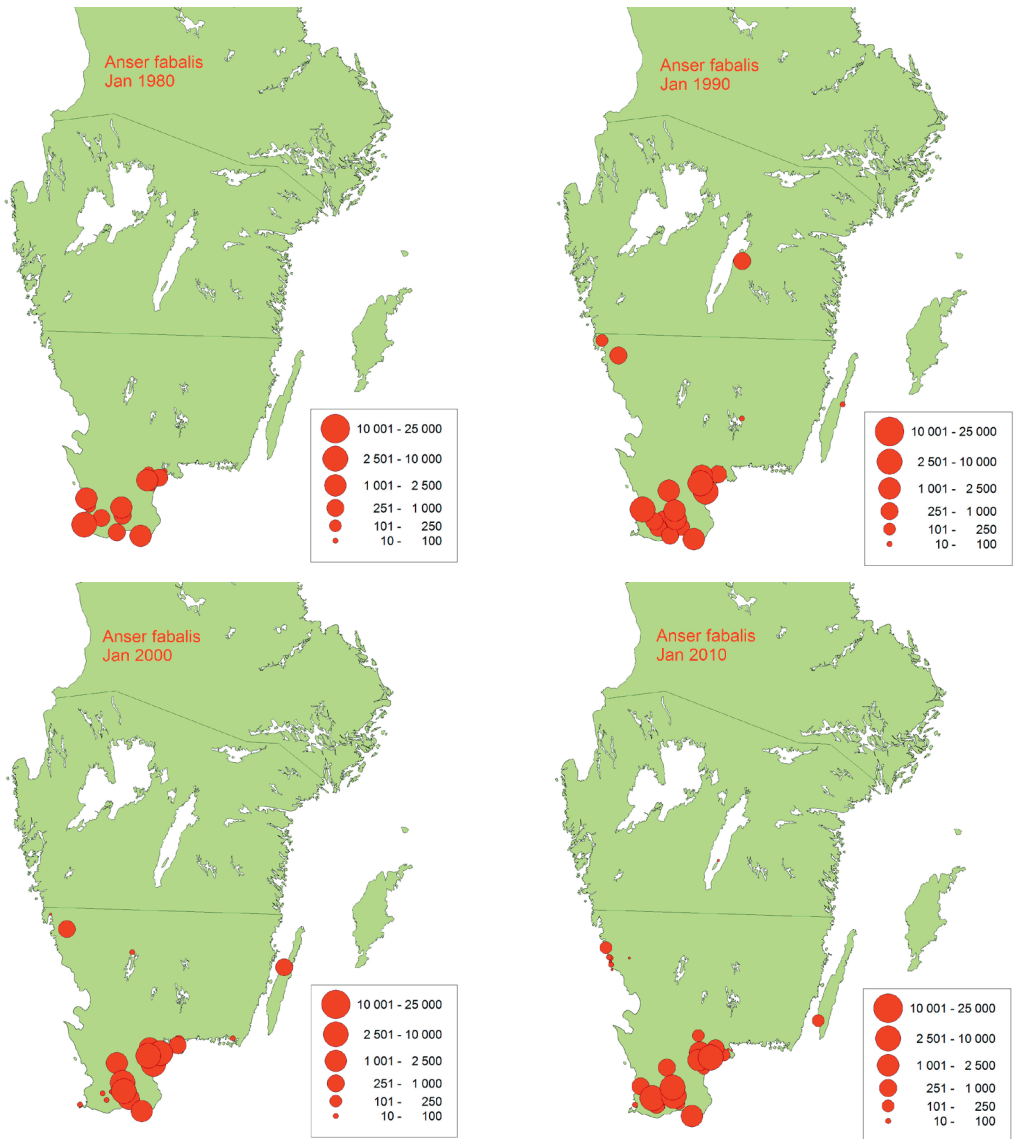 Anser fabalis
Jan 1980
10 001 - 25 000
2 501 - 10 000
1 001 - 2 500
251 - 1 000
101 - 250
10 - 100
Anser fabalis
Jan 1990
10 001 - 25 000
2 501 - 10 000
1 001 - 2 500
251 - 1 000
101 - 250
10 - 100
Anser fabalis
Jan 2000
10 001 - 25 000
2 501 - 10 000
1 001 - 2 500
251 - 1 000
101 - 250
10 - 100
Anser fabalis
Jan 2010
10 001 - 25 000
2 501 - 10 000
1 001 - 2 500
251 - 1 000
101 - 250
10 - 100